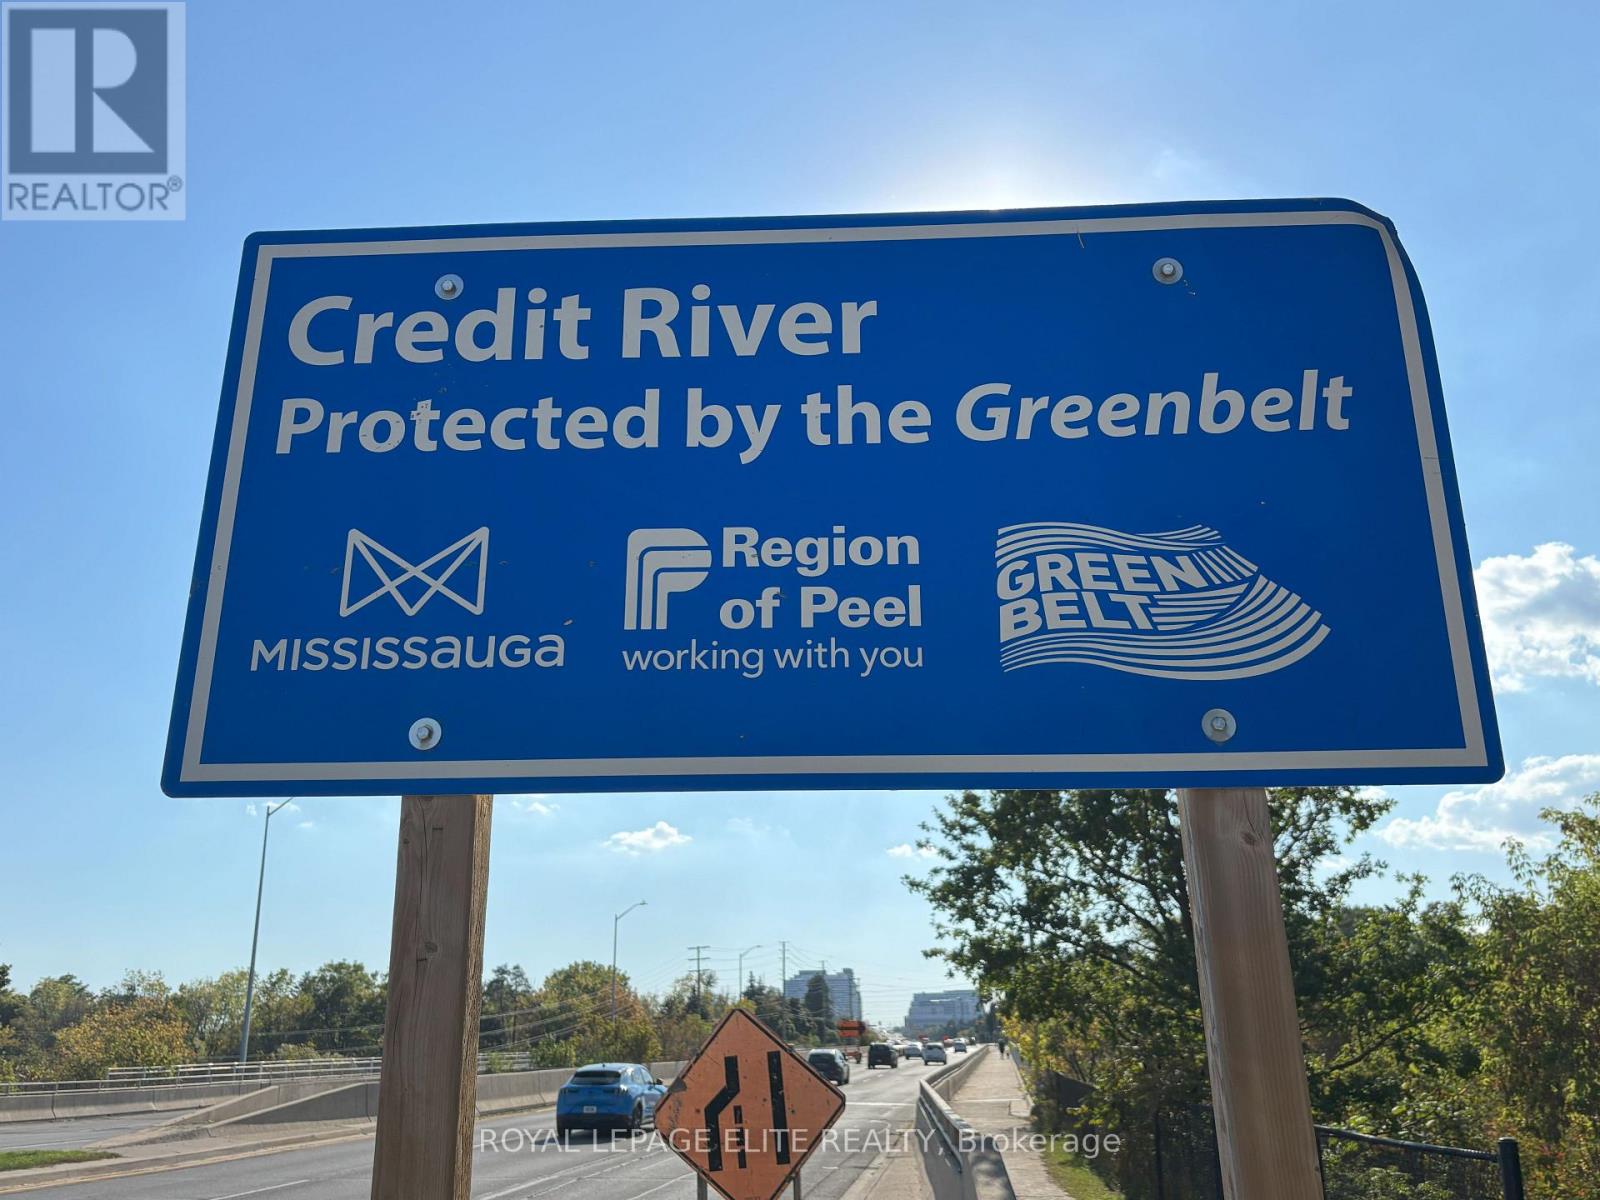 REALTOR®
Credit River
Protected by the Greenbelt
MISSISSAUGA
Region
of Peel
working with you
GREEN
BELT
ROYAL LEPAGE ELITE REALTY, Brokerage